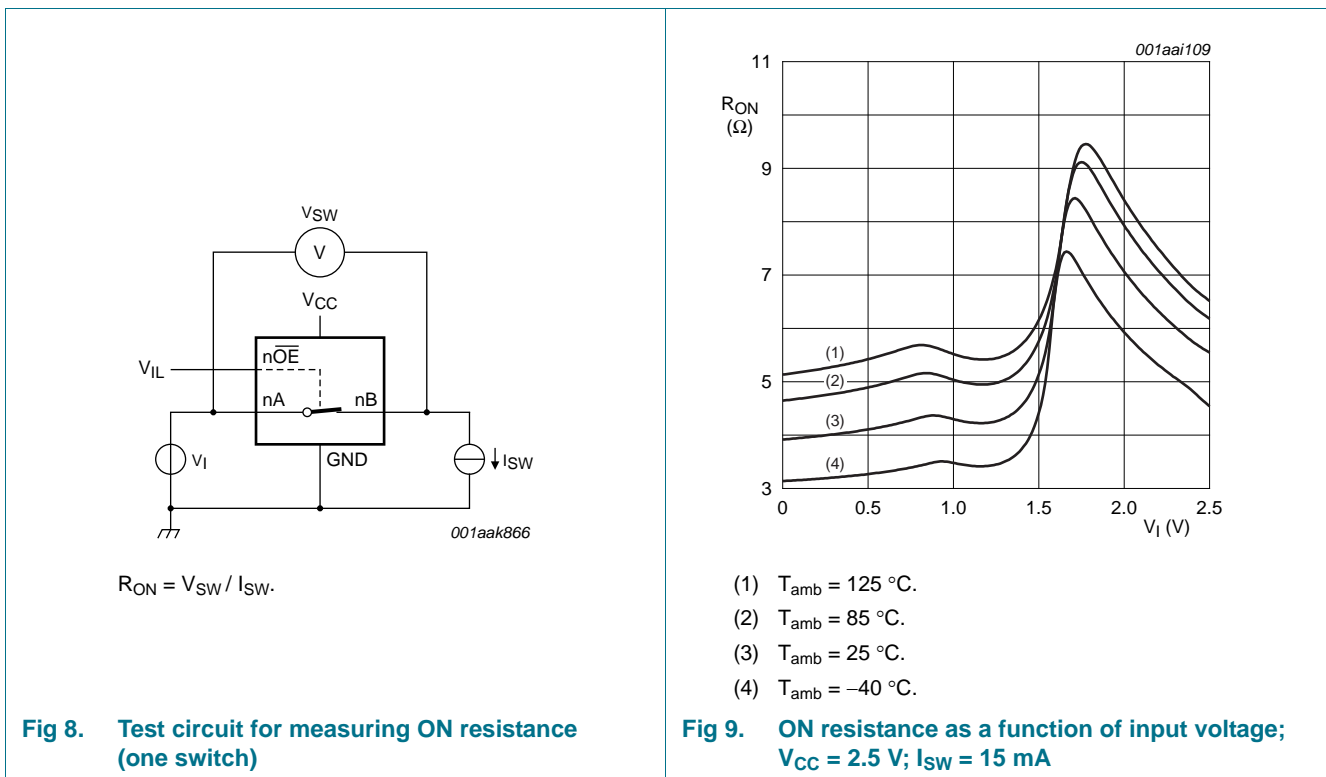 VSW
V
VCC
nOE
VIL
nA
nB
VI
GND
ISW
001aak866
RON = VSW / ISW.
Fig 8. Test circuit for measuring ON resistance
(one switch)
001aai109
11
RON
(Ω)
9
7
5
3
(1)
(2)
(3)
(4)
0 0.5 1.0 1.5 2.0 2.5
VI (V)
(1) Tamb = 125 °C.
(2) Tamb = 85 °C.
(3) Tamb = 25 °C.
(4) Tamb = −40 °C.
Fig 9. ON resistance as a function of input voltage;
VCC = 2.5 V; ISW = 15 mA